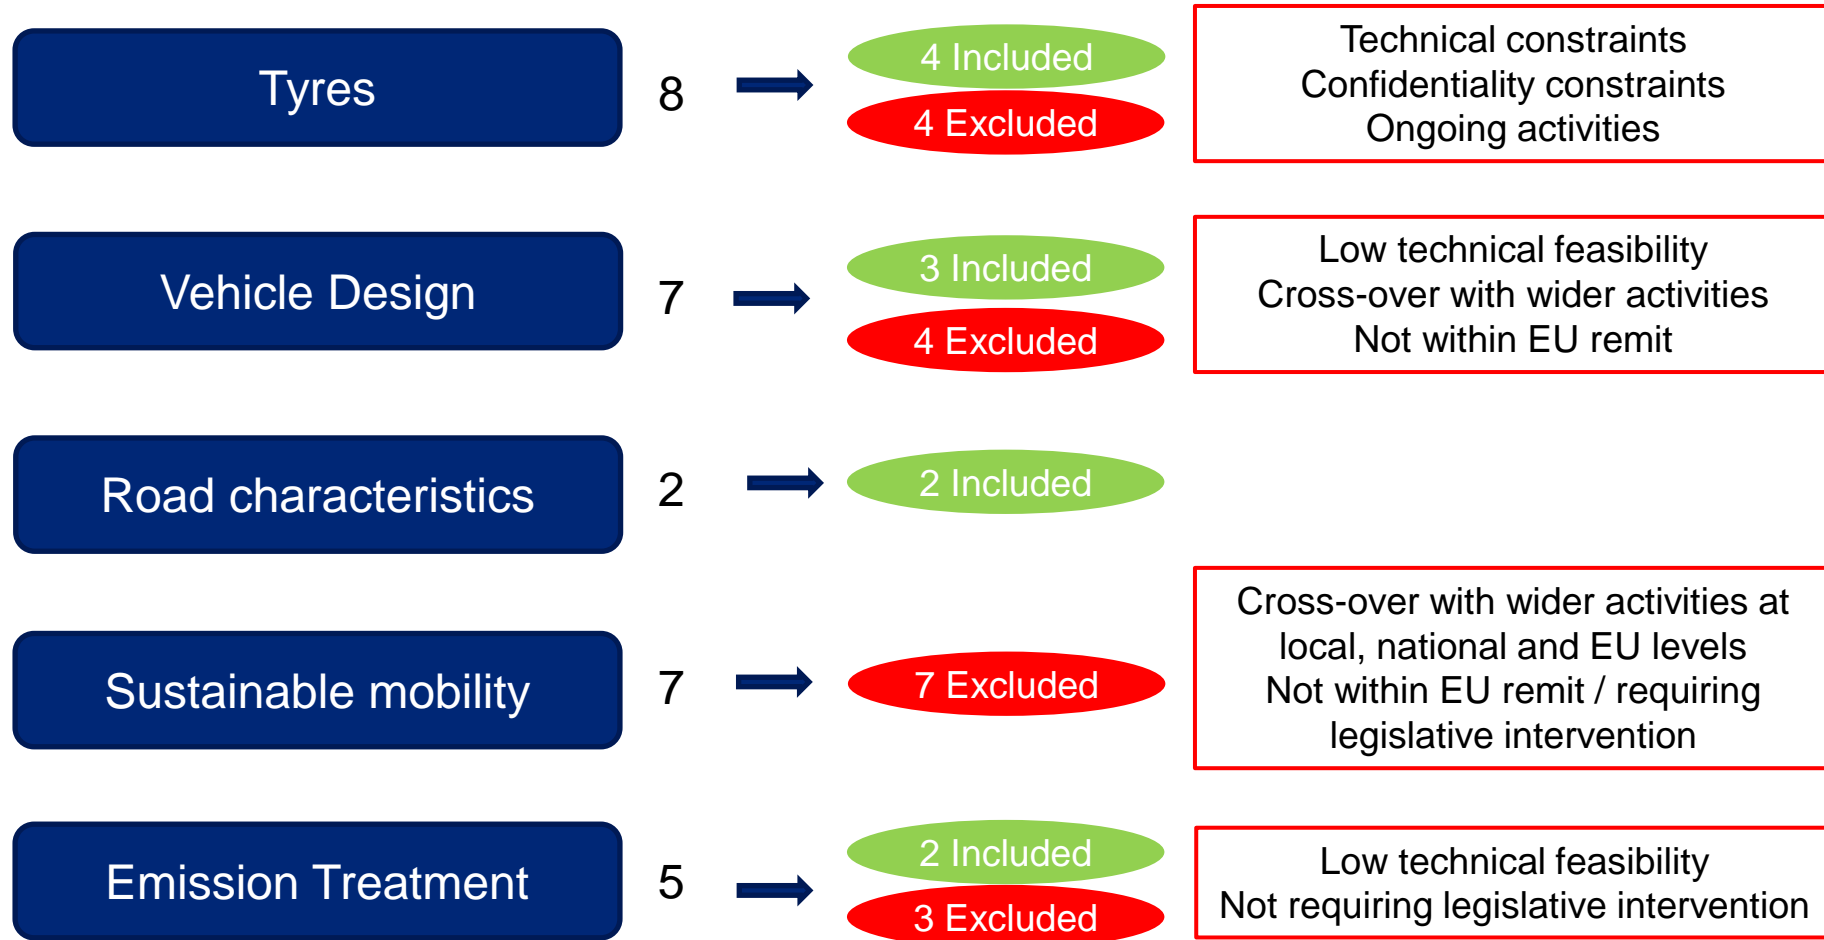 Tyres
8
4 Included
4 Excluded
Technical constraints
Confidentiality constraints
Ongoing activities
Vehicle Design
7
3 Included
4 Excluded
Low technical feasibility
Cross-over with wider activities
Not within EU remit
Road characteristics
2
2 Included
Sustainable mobility
7
7 Excluded
Cross-over with wider activities at
local, national and EU levels
Not within EU remit / requiring
legislative intervention
Emission Treatment
5
2 Included
3 Excluded
Low technical feasibility
Not requiring legislative intervention